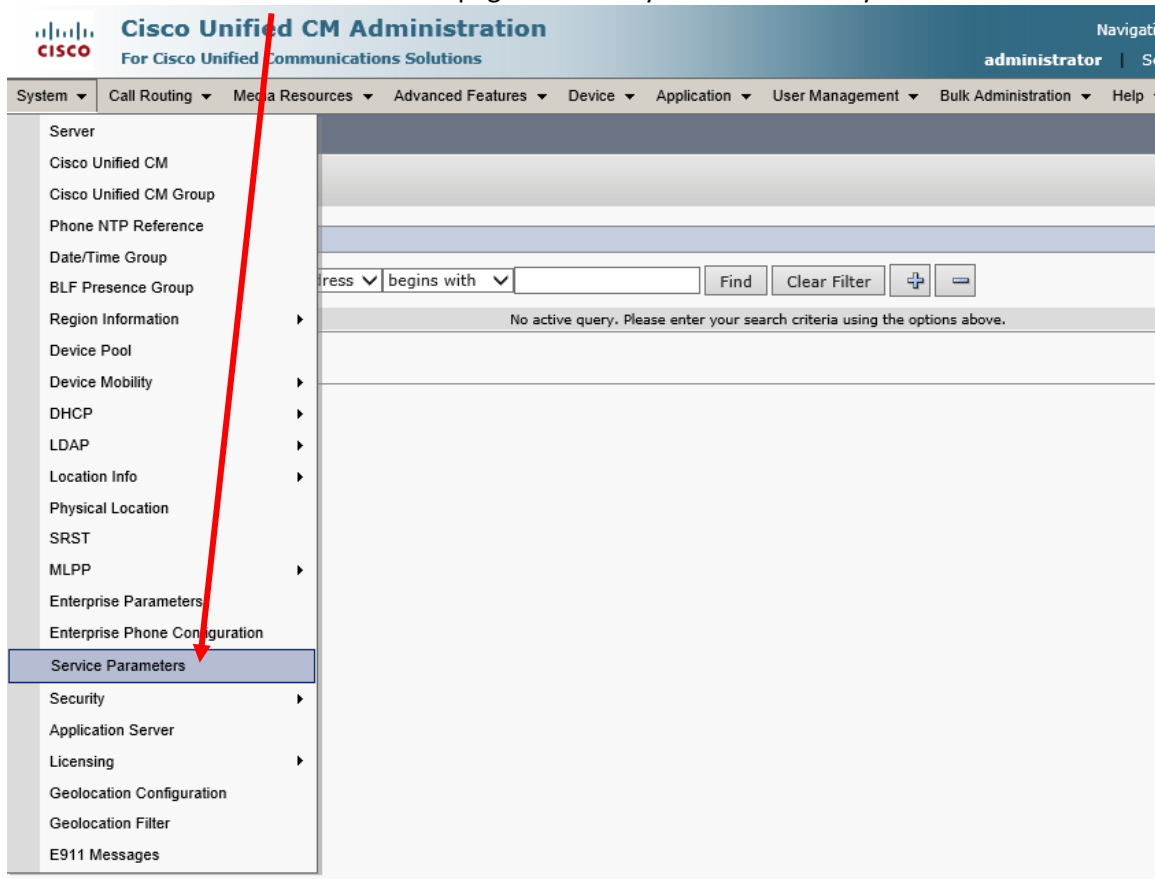 Cisco Unified CM Administration
Navigati
CISCO
For Cisco Unified Communications Solutions
administrator | Se
System Call Routing Media Resources Advanced Features Device Application User Management Bulk Administration Help
Server
Cisco Unified CM
Cisco Unified CM Group
Phone NTP Reference
Date/Time Group
dress begins with Find Clear Filter
BLF Presence Group
Region Information
No active query. Please enter your search criteria using the options above.
Device Pool
Device Mobility
DHCP
LDAP
Location Info
Physical Location
SRST
MLPP
Enterprise Parameters
Enterprise Phone Configuration
Service Parameters
Security
Application Server
Licensing
Geolocation Configuration
Geolocation Filter
E911 Messages